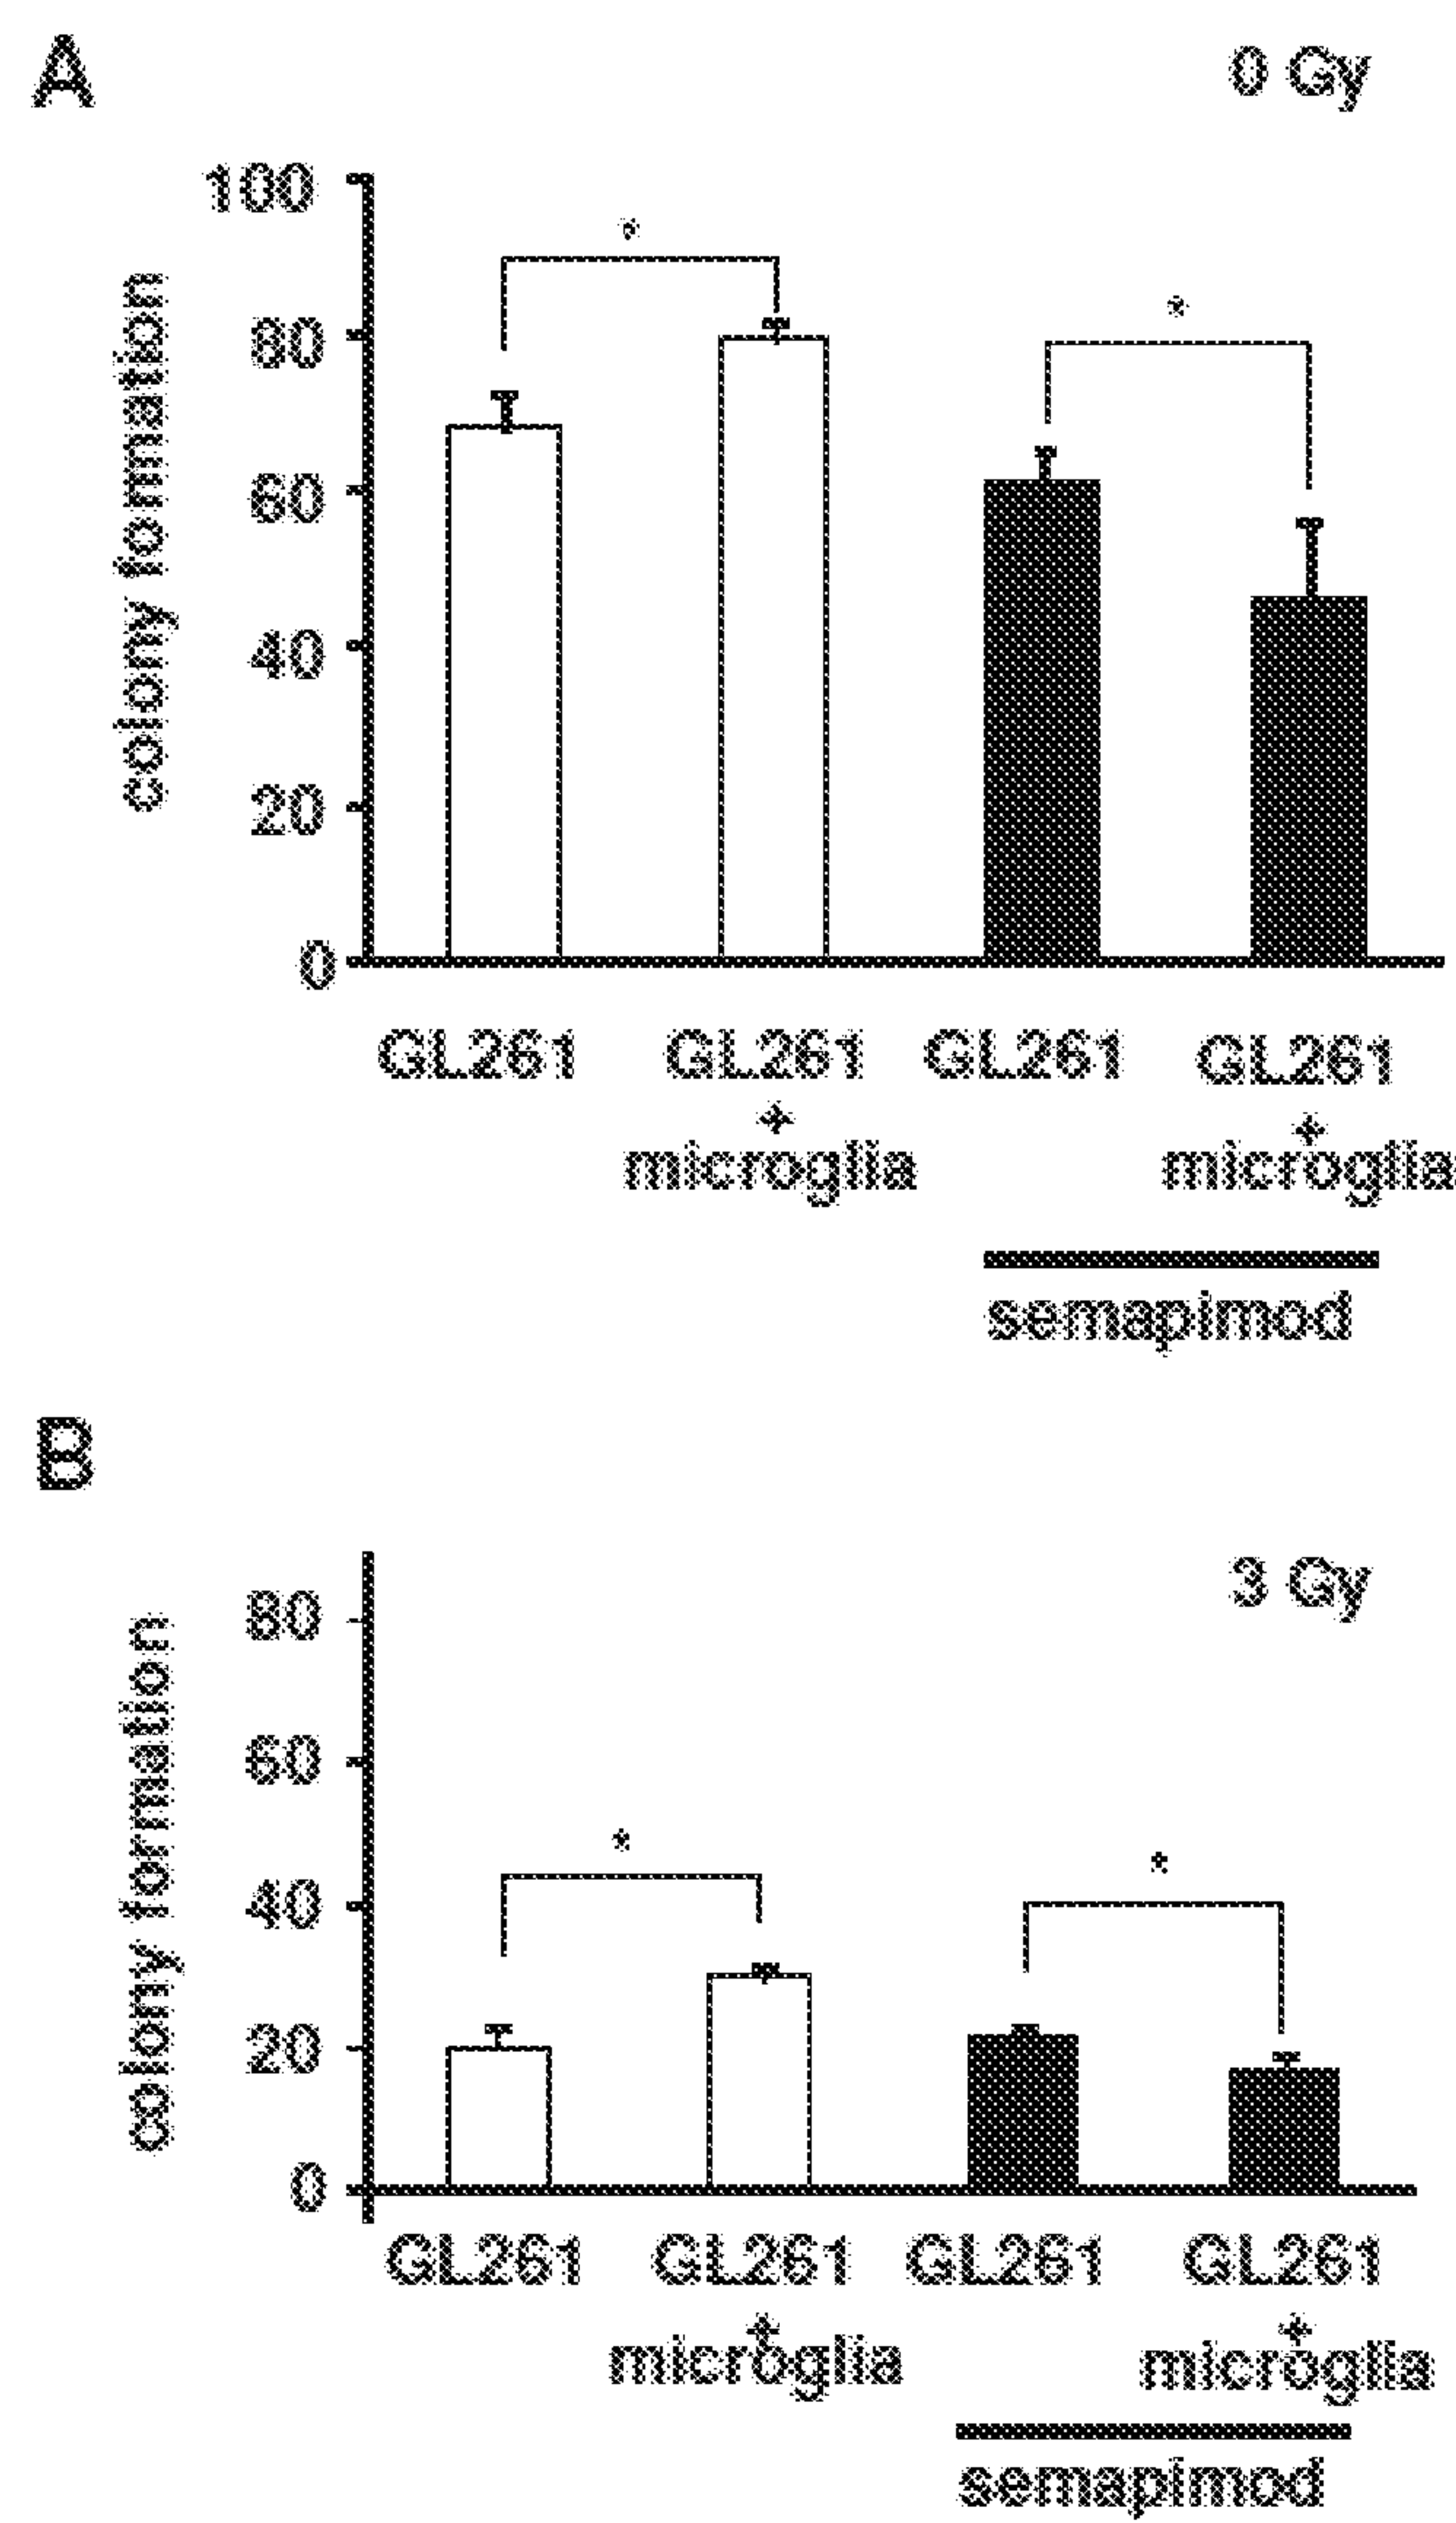 A
0 Gy
100
80
60
40
20
0
colony fomation
GL261 GL261 GL261 GL261
+ +
microglia microglia
semapimod
B
3 Gy
80
60
40
20
0
colony formation
GL261 GL261 GL261 GL261
+ +
microglia microglia
semapimod